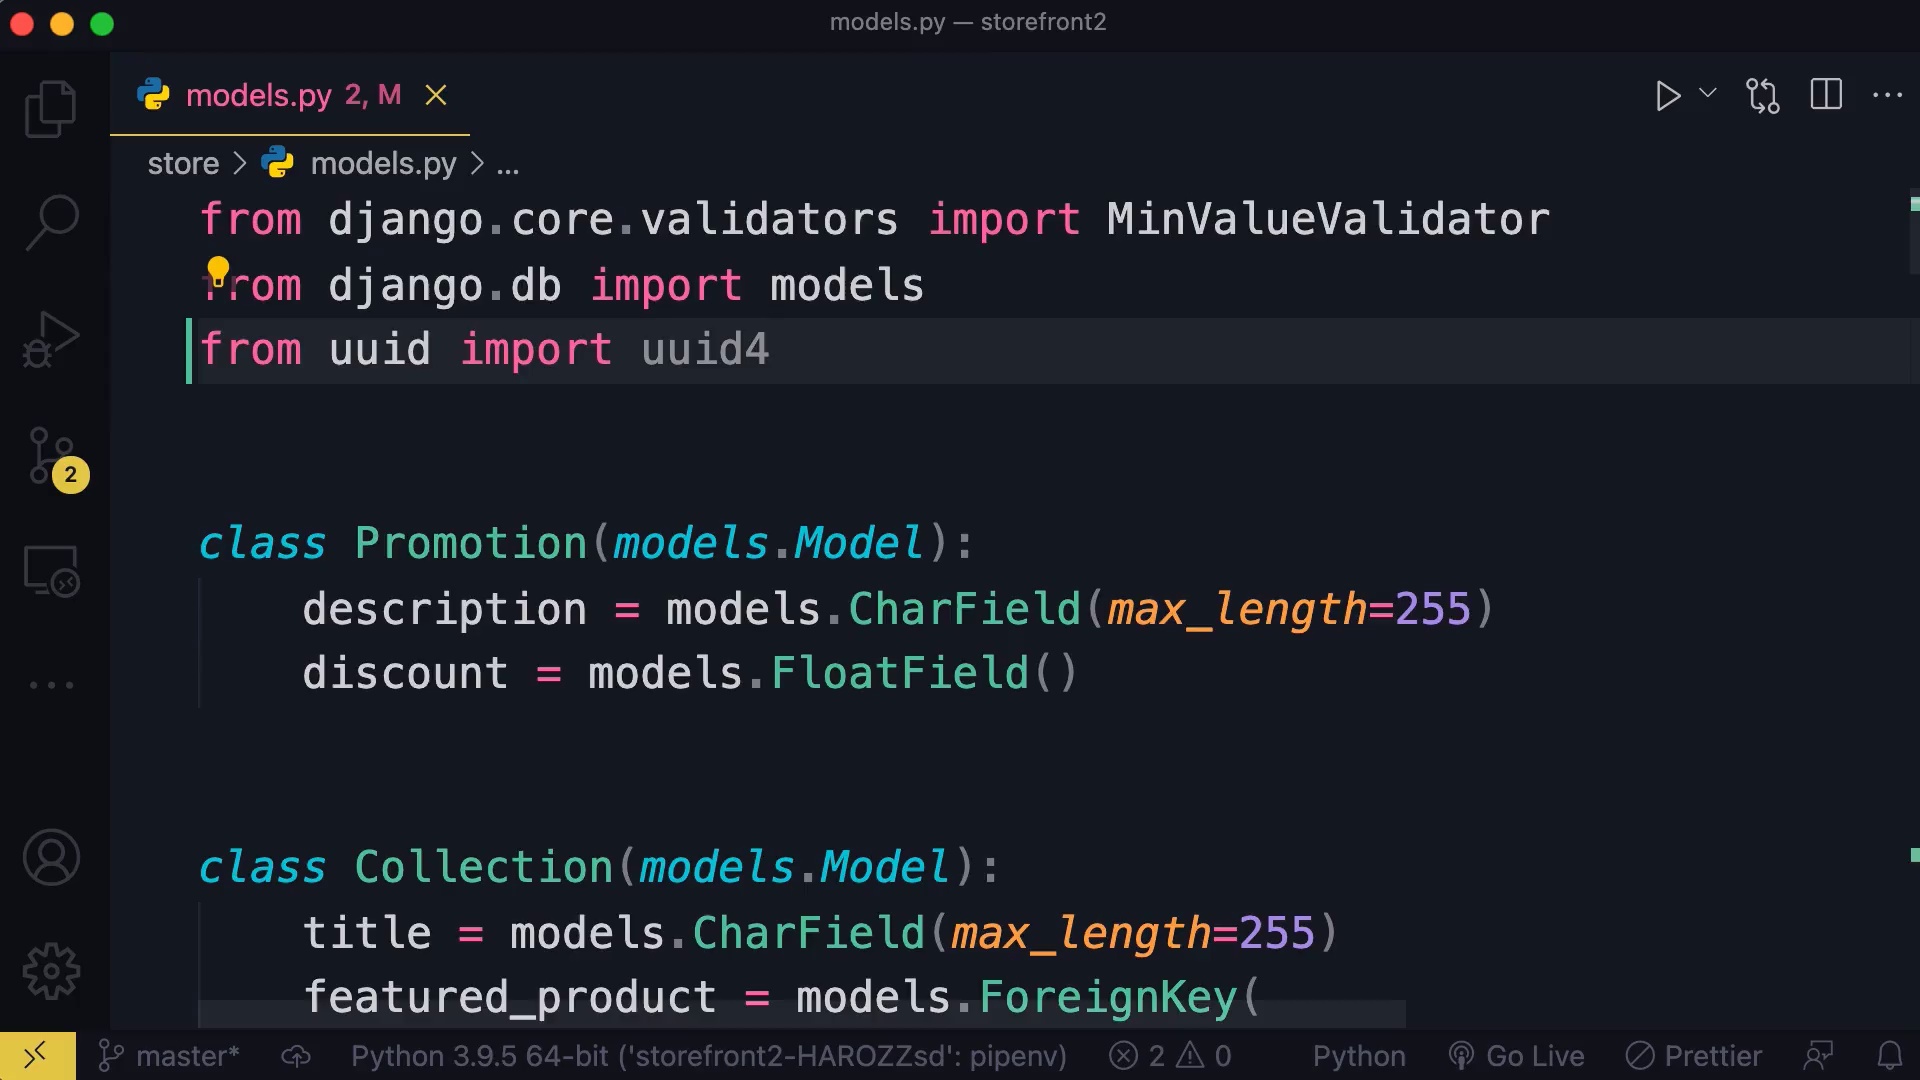 models.py — storefront2
models.py 2, M
store > models.py > ...
from django.core.validators import MinValueValidator
from django.db import models
from uuid import uuid4
class Promotion(models.Model):
    description = models.CharField(max_length=255)
    discount = models.FloatField()
class Collection(models.Model):
    title = models.CharField(max_length=255)
    featured_product = models.ForeignKey(
2
master* Python 3.9.5 64-bit ('storefront2-HAROZZsd': pipenv) 2 0 Python Go Live Prettier